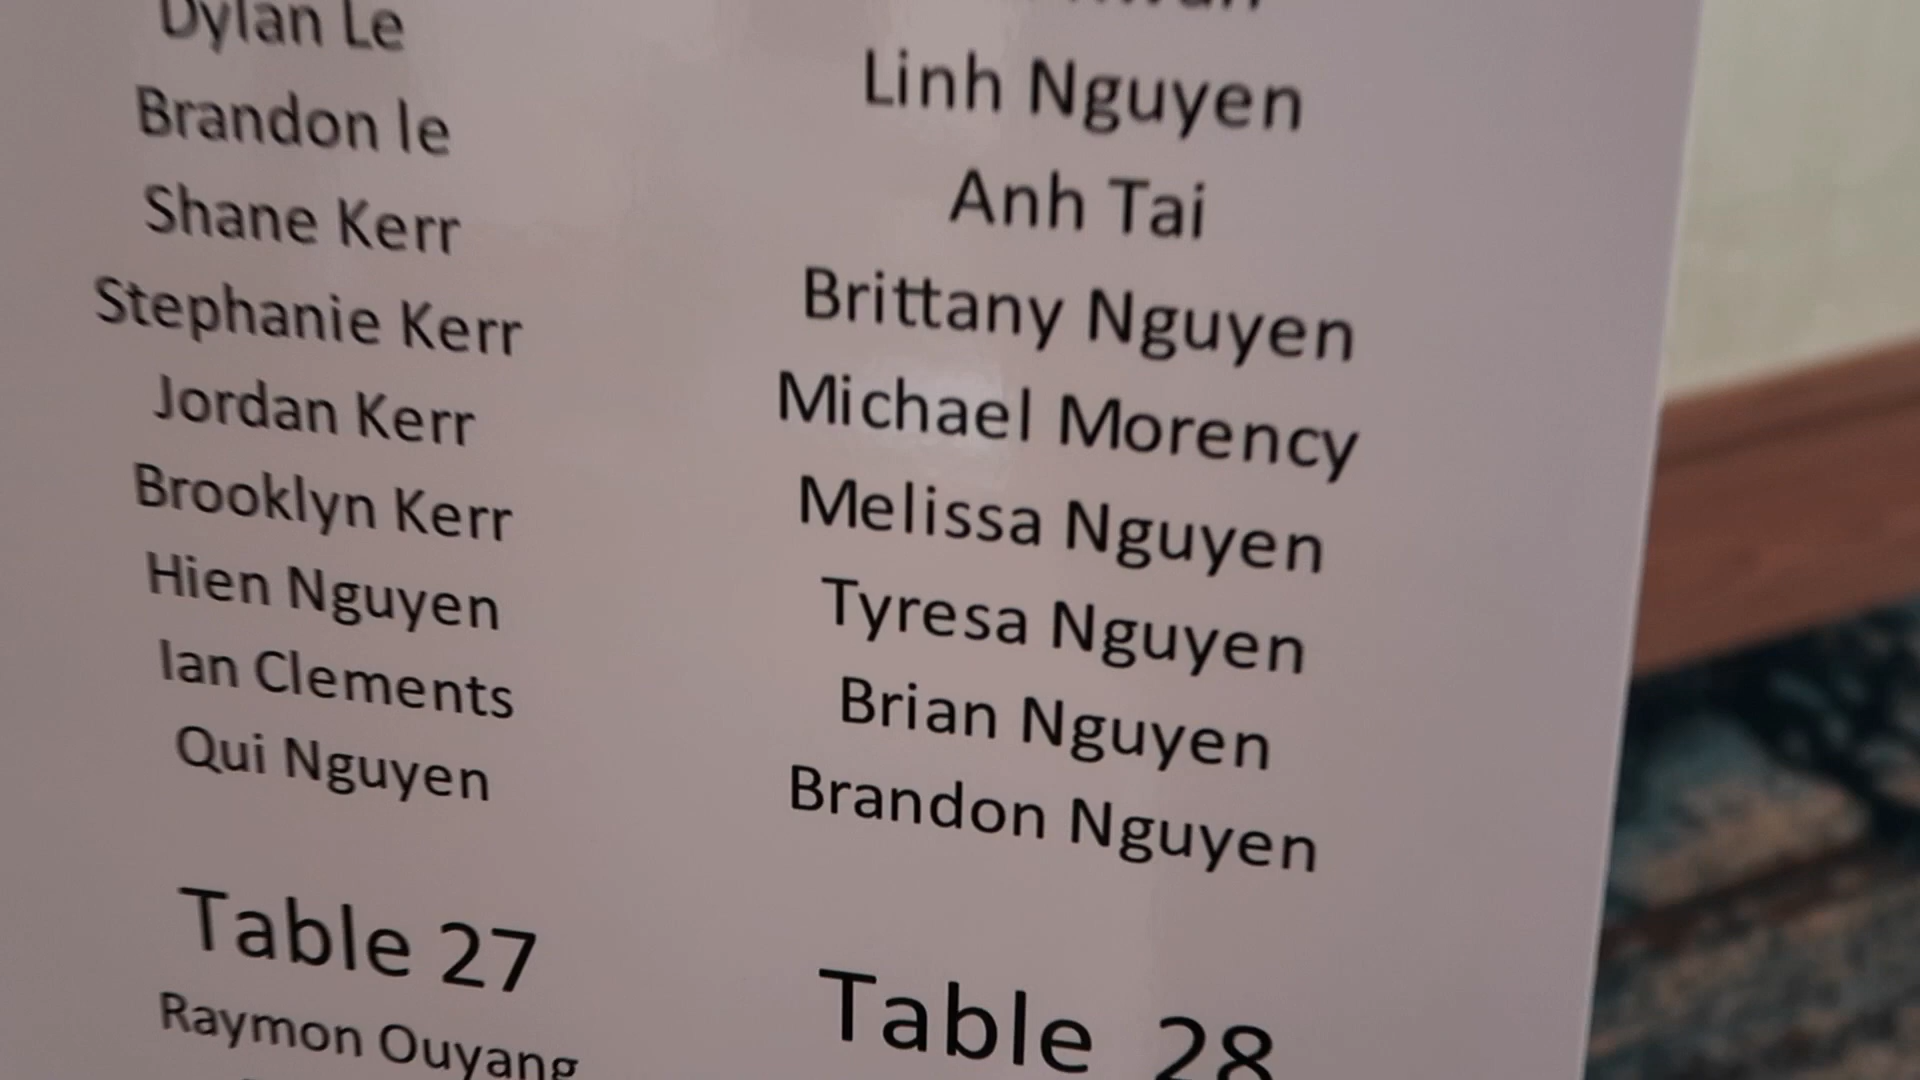 Dylan Le
Brandon le
Shane Kerr
Stephanie Kerr
Jordan Kerr
Brooklyn Kerr
Hien Nguyen
Ian Clements
Qui Nguyen
Table 27
Raymon Ouyang
Linh Nguyen
Anh Tai
Brittany Nguyen
Michael Morency
Melissa Nguyen
Tyresa Nguyen
Brian Nguyen
Brandon Nguyen
Table 28